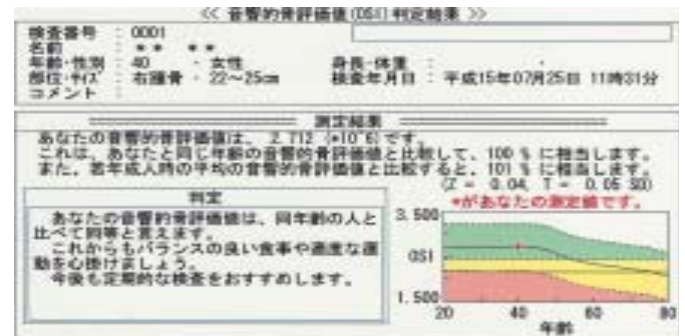 ≪ 音響的骨評価値(OSI)判定結果 ≫
検査番号 : 0001
名前 : ** **
年齢・性別 : 40 ・ 女性 身長・体重 : ・
部位・サイズ : 右踵骨 ・ 22～25cm 検査年月日 : 平成15年07月25日 11時31分
コメント :
測定結果
あなたの音響的骨評価値は、 2.712 (*10^6)です。
これは、あなたと同じ年齢の音響的骨評価値と比較して、100 % に相当します。
また、若年成人時の平均の音響的骨評価値と比較すると、101 % に相当します。
(Z = 0.04, T = 0.05 SD)
*があなたの測定値です。
判定
あなたの音響的骨評価値は、同年齢の人と
比べて同等と言えます。
これからもバランスの良い食事や適度な運
動を心掛けましょう。
今後も定期的な検査をおすすめします。
3.500
OSI
1.500
20 40 60 80
年齢